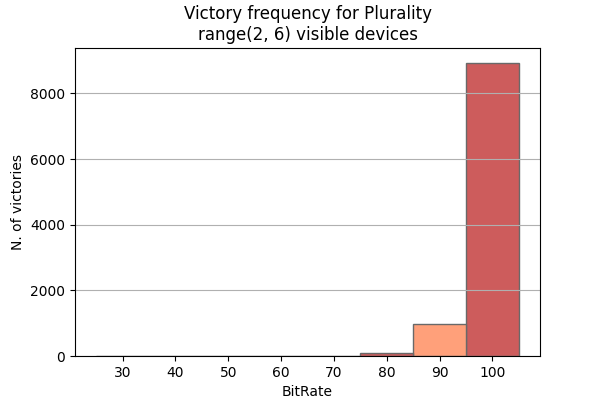 Victory frequency for Plurality
range(2, 6) visible devices
N. of victories
8000
6000
4000
2000
0
30 40 50 60 70 80 90 100
BitRate